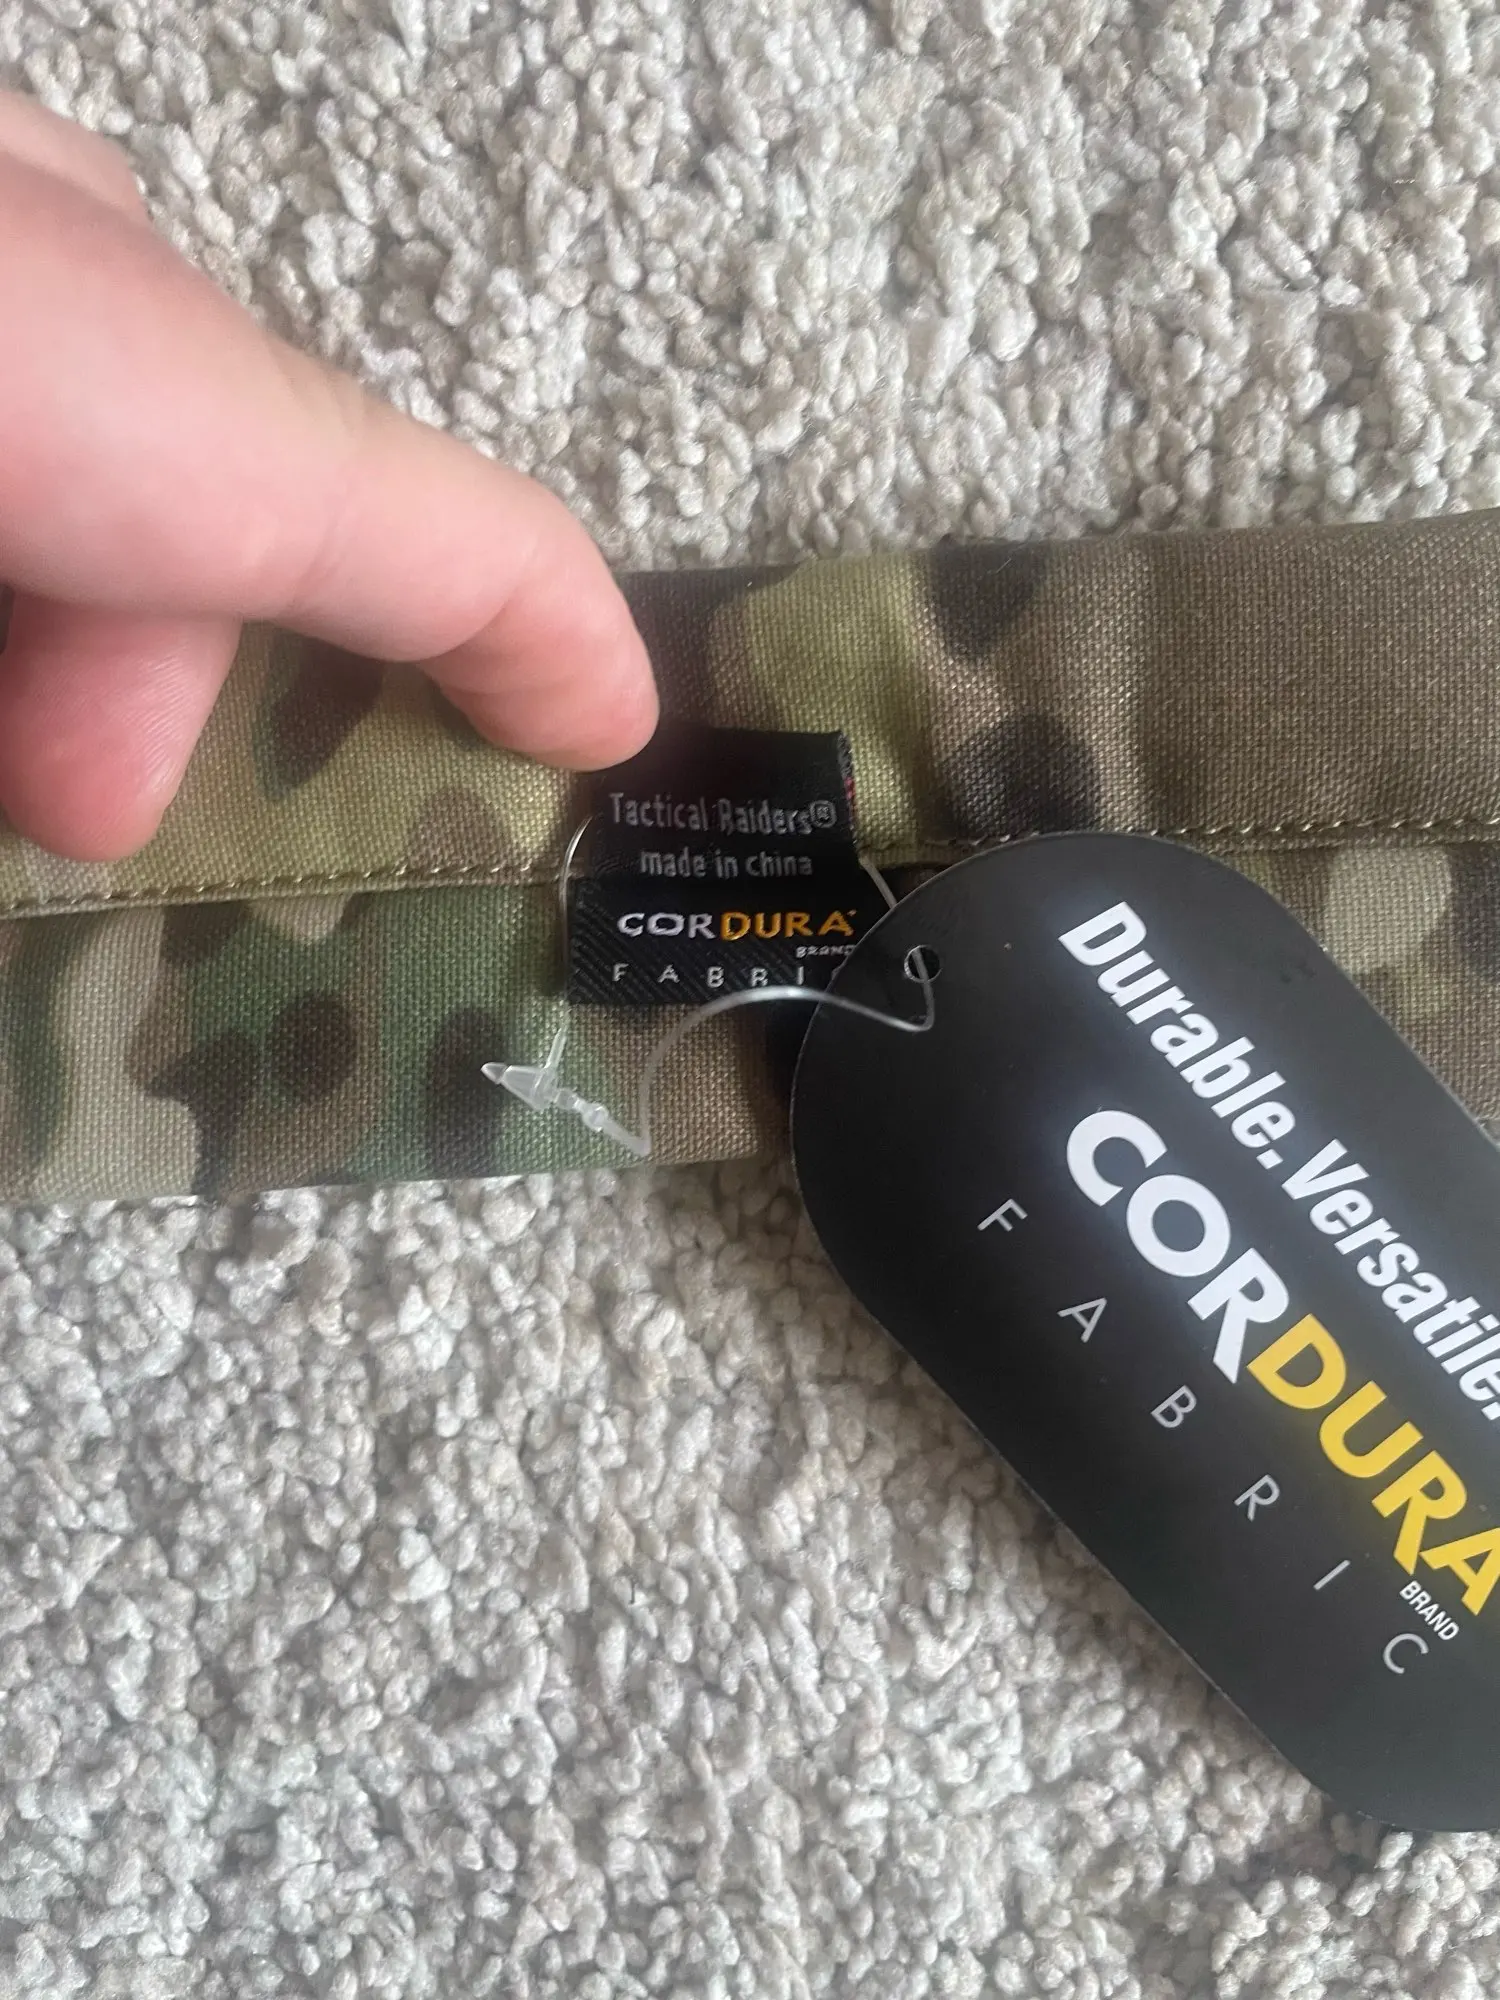 Tactical Raiders®
made in china
CORDURA
BRAND
FABRIC
Durable. Versatile.
CORDURA
BRAND
FABRIC